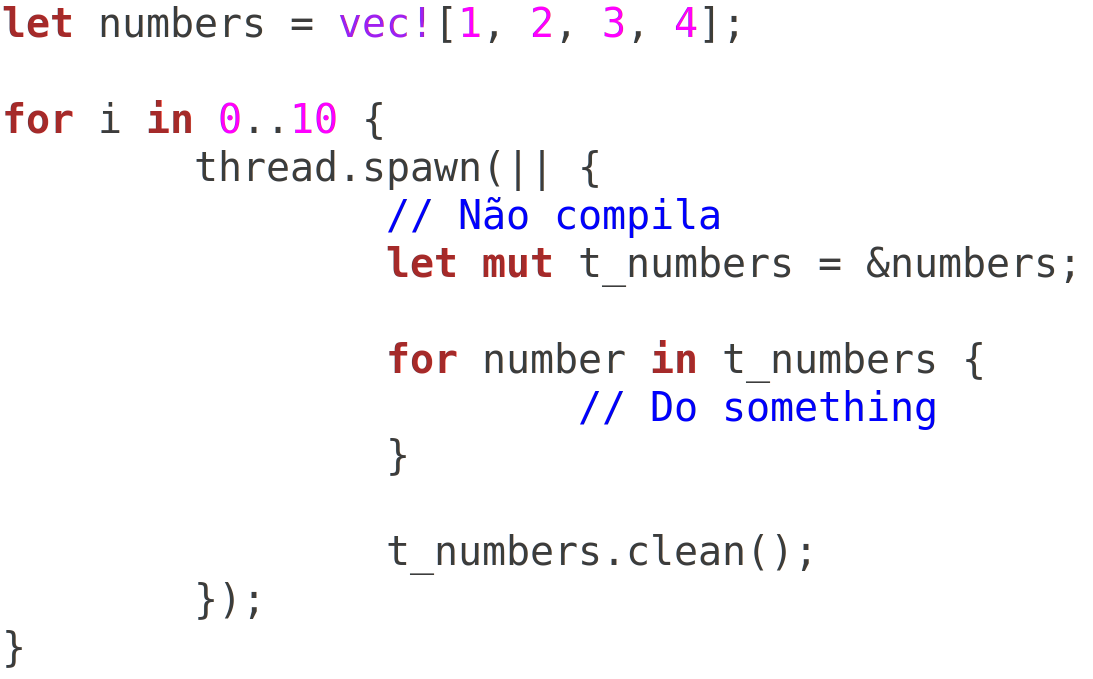 let numbers = vec![1, 2, 3, 4];
for i in 0..10 {
thread.spawn(|| {
// Não compila
let mut t_numbers = &numbers;
for number in t_numbers {
// Do something
}
t_numbers.clean();
});
}